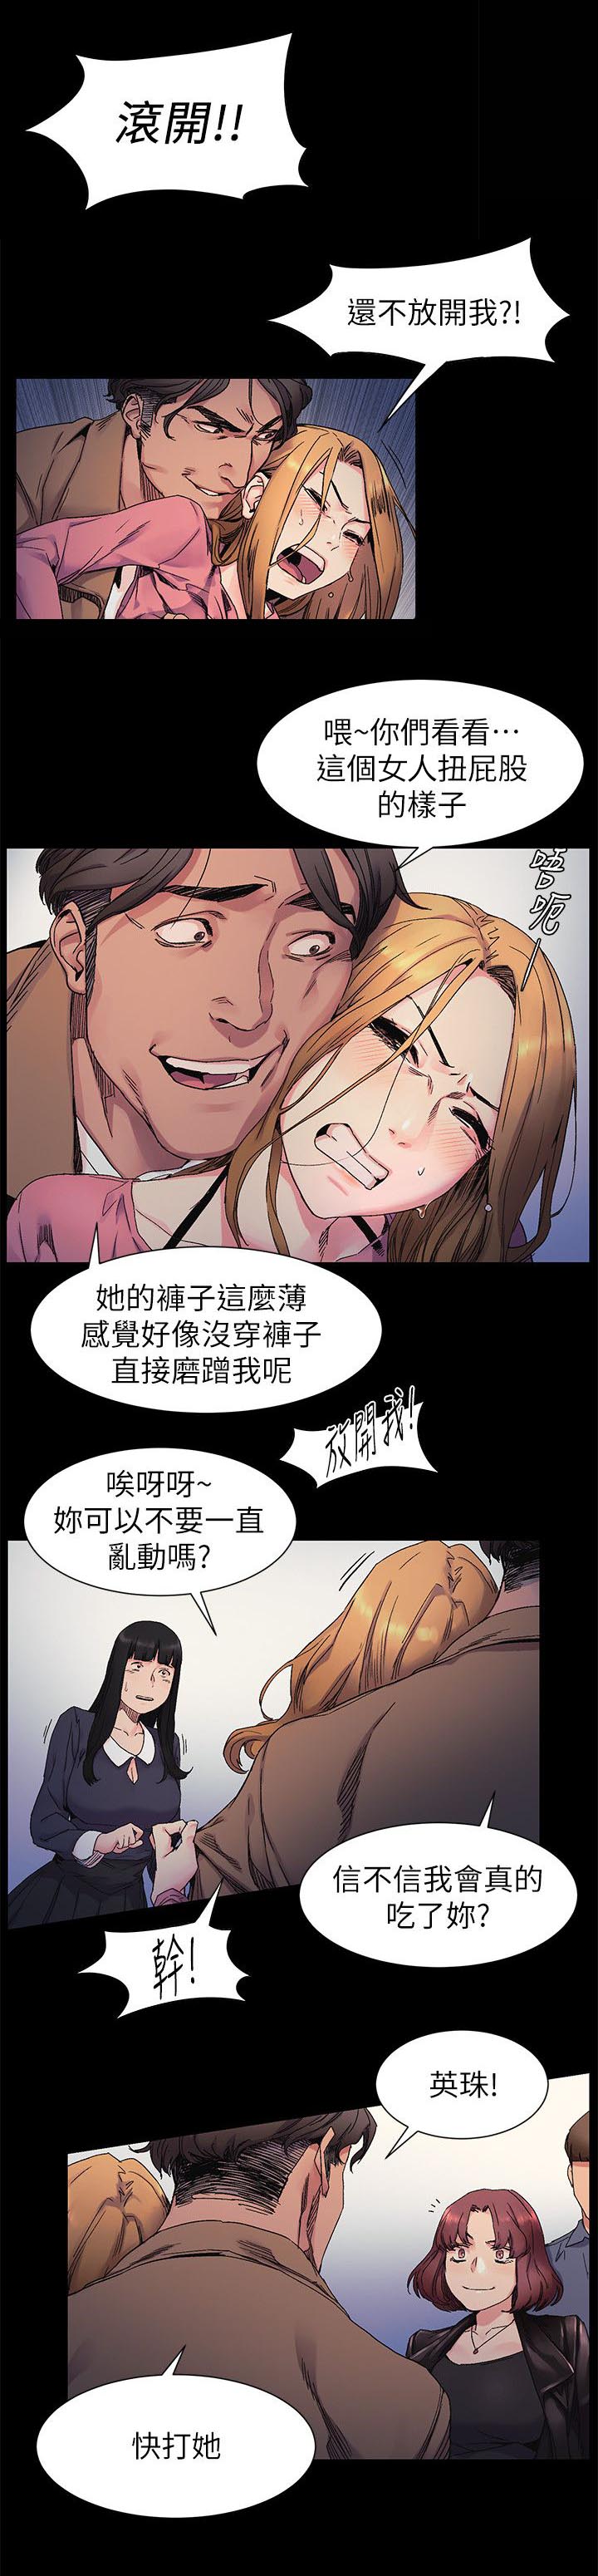 滾開!!
還不放開我?!
喂~你們看看…
這個女人扭屁股
的樣子
唔呃
她的褲子這麼薄
感覺好像沒穿褲子
直接磨蹭我呢
放開我!
唉呀呀~
妳可以不要一直
亂動嗎?
信不信我會真的
吃了妳?
幹!
英珠!
快打她